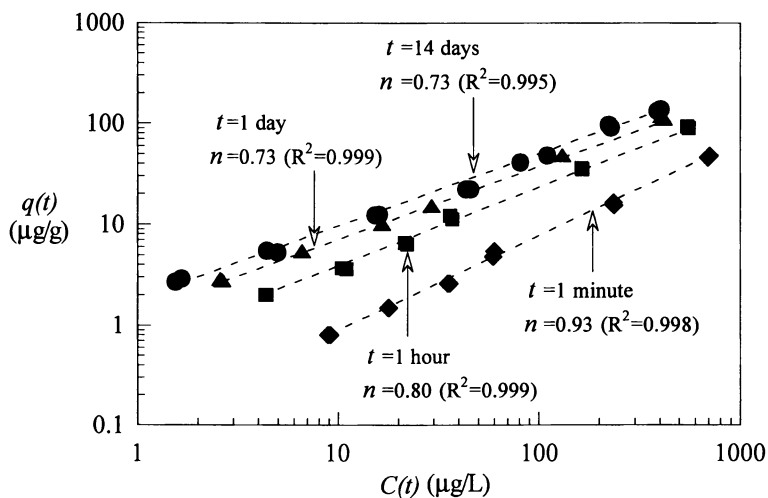 1000
100
10
1
0.1
q(t)
(μg/g)
t=14 days
n=0.73 (R²=0.995)
t=1 day
n=0.73 (R²=0.999)
t=1 minute
n=0.93 (R²=0.998)
t=1 hour
n=0.80 (R²=0.999)
1 10 100 1000
C(t) (μg/L)